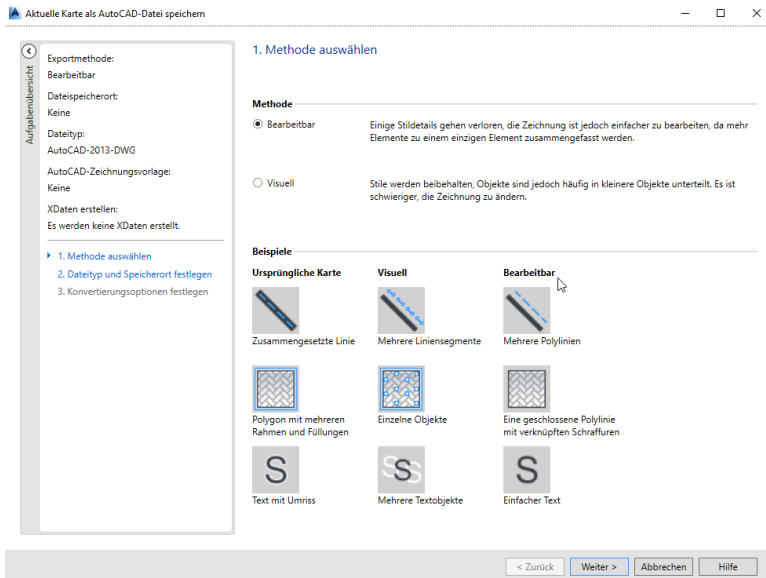 Aktuelle Karte als AutoCAD-Datei speichern
Aufgabenübersicht
Exportmethode:
Bearbeitbar
Dateispeicherort:
Keine
Dateityp:
AutoCAD-2013-DWG
AutoCAD-Zeichnungsvorlage:
Keine
XDaten erstellen:
Es werden keine XDaten erstellt.
1. Methode auswählen
2. Dateityp und Speicherort festlegen
3. Konvertierungsoptionen festlegen
1. Methode auswählen
Methode
Bearbeitbar
Einige Stildetails gehen verloren, die Zeichnung ist jedoch einfacher zu bearbeiten, da mehr
Elemente zu einem einzigen Element zusammengefasst werden.
Visuell
Stile werden beibehalten, Objekte sind jedoch häufig in kleinere Objekte unterteilt. Es ist
schwieriger, die Zeichnung zu ändern.
Beispiele
Ursprüngliche Karte Visuell Bearbeitbar
Zusammengesetzte Linie Mehrere Liniensegmente Mehrere Polylinien
Polygon mit mehreren Einzelne Objekte Eine geschlossene Polylinie
Rahmen und Füllungen mit verknüpften Schraffuren
S S S
Text mit Umriss Mehrere Textobjekte Einfacher Text
< Zurück Weiter > Abbrechen Hilfe